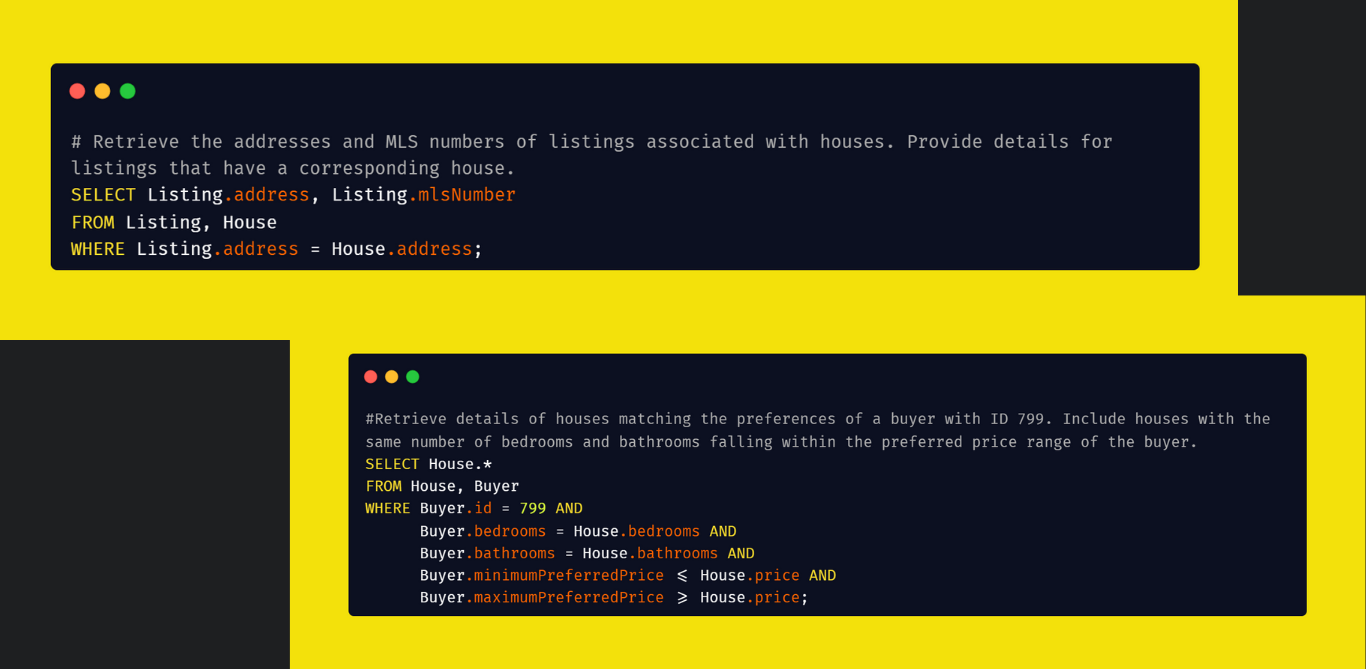 # Retrieve the addresses and MLS numbers of listings associated with houses. Provide details for
listings that have a corresponding house.
SELECT Listing.address, Listing.mlsNumber
FROM Listing, House
WHERE Listing.address = House.address;
#Retrieve details of houses matching the preferences of a buyer with ID 799. Include houses with the
same number of bedrooms and bathrooms falling within the preferred price range of the buyer.
SELECT House.*
FROM House, Buyer
WHERE Buyer.id = 799 AND
      Buyer.bedrooms = House.bedrooms AND
      Buyer.bathrooms = House.bathrooms AND
      Buyer.minimumPreferredPrice ⩽ House.price AND
      Buyer.maximumPreferredPrice ⩾ House.price;